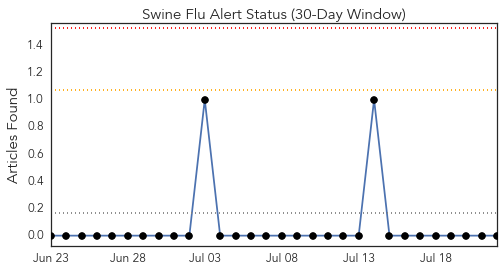 Swine Flu Alert Status (30-Day Window)
Articles Found
1.4
1.2
1.0
0.8
0.6
0.4
0.2
0.0
Jun 23 Jun 28 Jul 03 Jul 08 Jul 13 Jul 18